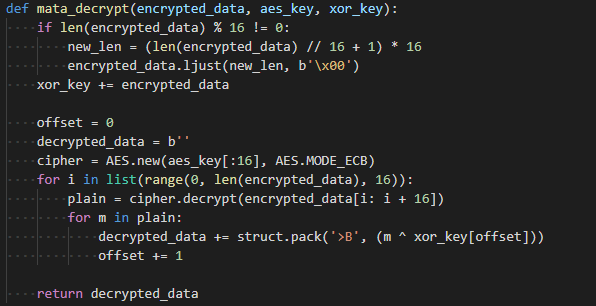 def mata_decrypt(encrypted_data, aes_key, xor_key):
    if len(encrypted_data) % 16 != 0:
        new_len = (len(encrypted_data) // 16 + 1) * 16
        encrypted_data.ljust(new_len, b'\x00')
    xor_key += encrypted_data

    offset = 0
    decrypted_data = b''
    cipher = AES.new(aes_key[:16], AES.MODE_ECB)
    for i in list(range(0, len(encrypted_data), 16)):
        plain = cipher.decrypt(encrypted_data[i: i + 16])
        for m in plain:
            decrypted_data += struct.pack('>B', (m ^ xor_key[offset]))
            offset += 1

    return decrypted_data